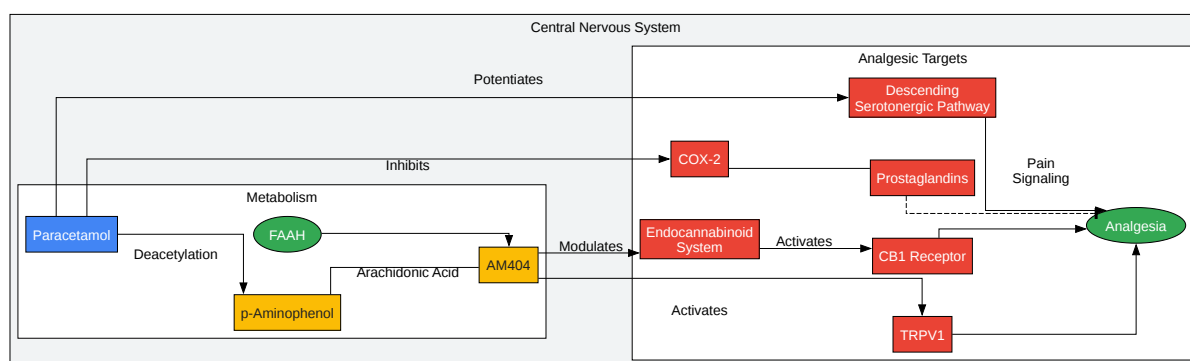 Central Nervous System
Analgesic Targets
Potentiates
Descending
Serotonergic Pathway
COX-2
Inhibits
Prostaglandins
Pain
Signaling
Metabolism
Paracetamol
FAAH
Deacetylation
Endocannabinoid
System
Analgesia
Modulates
Activates
CB1 Receptor
AM404
Arachidonic Acid
p-Aminophenol
Activates
TRPV1